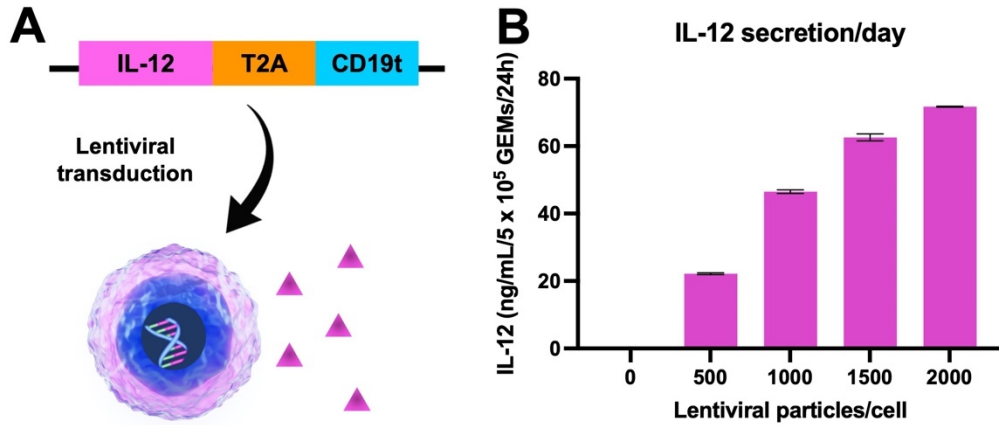 A
IL-12 T2A CD19t
Lentiviral
transduction
B
IL-12 secretion/day
IL-12 (ng/mL/5 x 10⁵ GEMs/24h)
80
60
40
20
0
0 500 1000 1500 2000
Lentiviral particles/cell